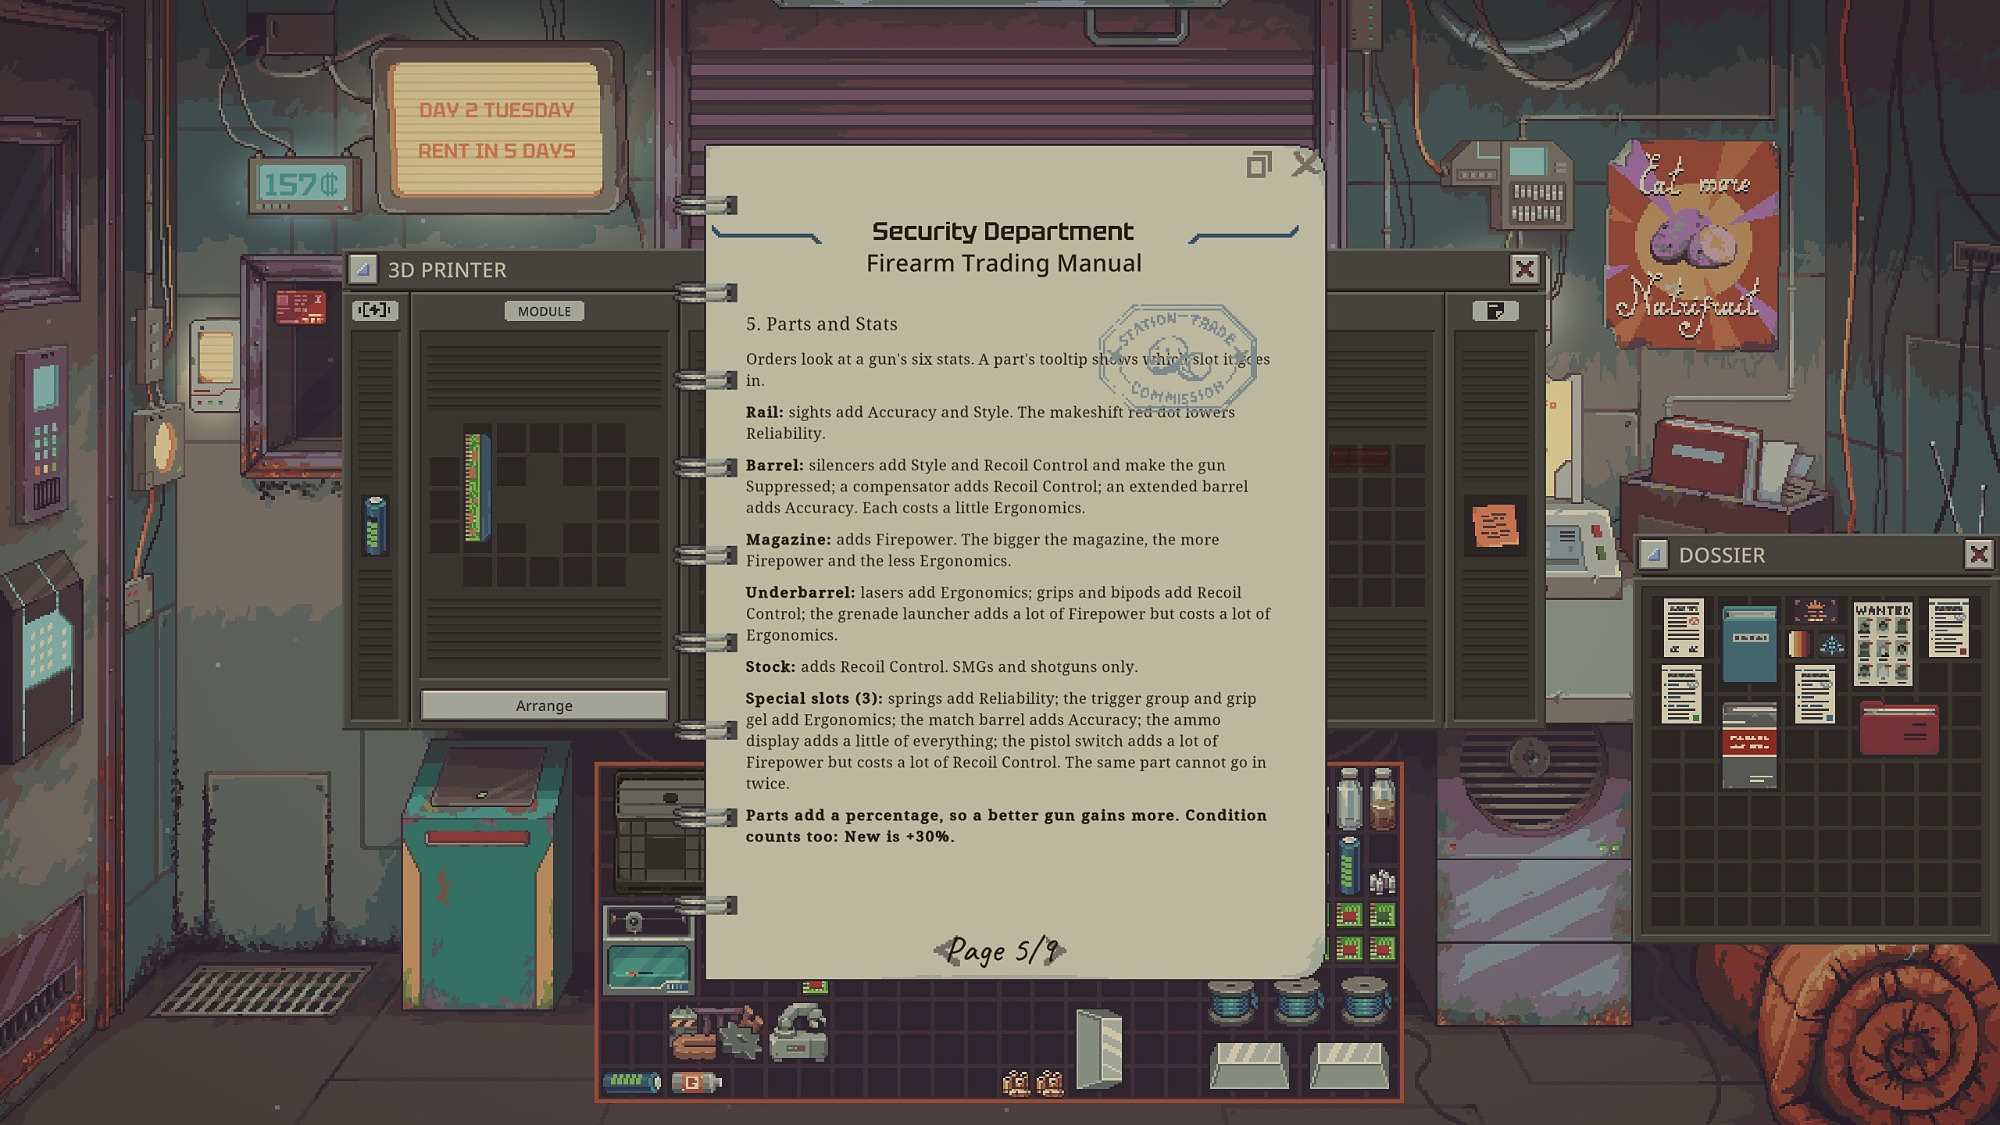 DAY 2 TUESDAY
RENT IN 5 DAYS
157₵
Eat more
Nutrifruit
3D PRINTER
MODULE
Arrange
Security Department
Firearm Trading Manual
STATION TRADE
COMMISSION
5. Parts and Stats
Orders look at a gun's six stats. A part's tooltip shows which slot it goes
in.
Rail: sights add Accuracy and Style. The makeshift red dot lowers
Reliability.
Barrel: silencers add Style and Recoil Control and make the gun
Suppressed; a compensator adds Recoil Control; an extended barrel
adds Accuracy. Each costs a little Ergonomics.
Magazine: adds Firepower. The bigger the magazine, the more
Firepower and the less Ergonomics.
Underbarrel: lasers add Ergonomics; grips and bipods add Recoil
Control; the grenade launcher adds a lot of Firepower but costs a lot of
Ergonomics.
Stock: adds Recoil Control. SMGs and shotguns only.
Special slots (3): springs add Reliability; the trigger group and grip
gel add Ergonomics; the match barrel adds Accuracy; the ammo
display adds a little of everything; the pistol switch adds a lot of
Firepower but costs a lot of Recoil Control. The same part cannot go in
twice.
Parts add a percentage, so a better gun gains more. Condition
counts too: New is +30%.
Page 5/9
DOSSIER
WANTED